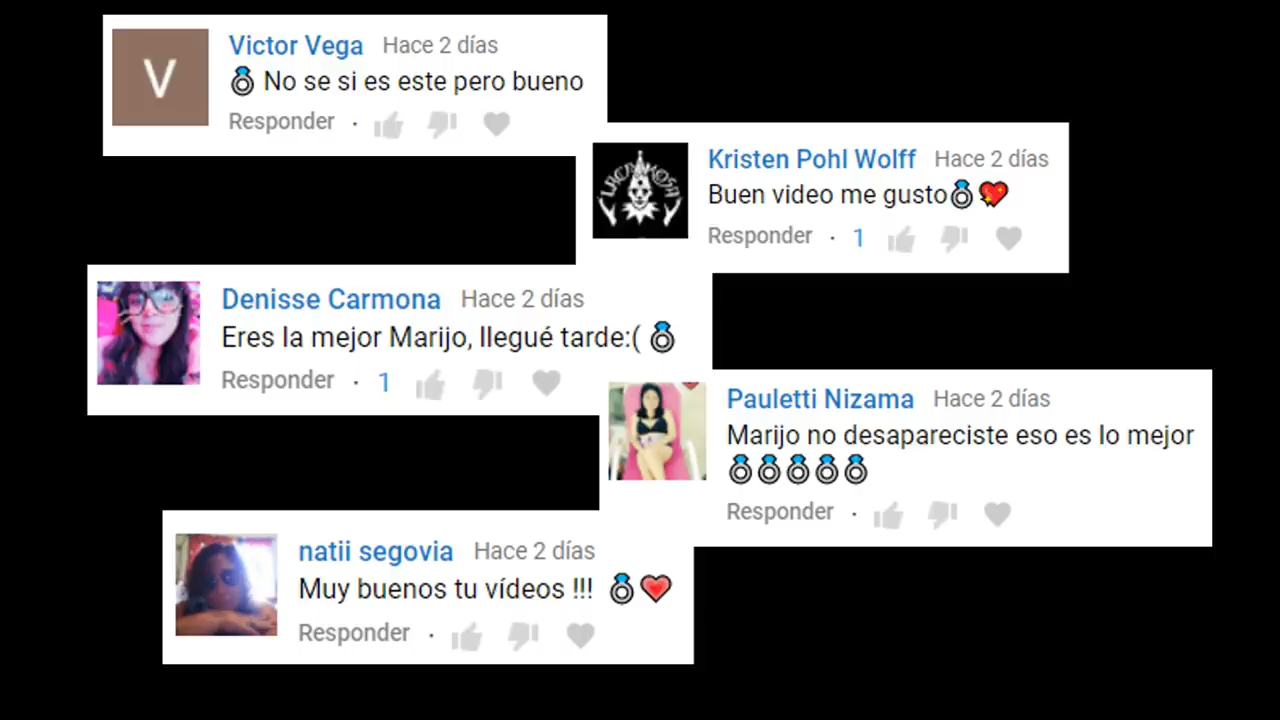 V
Victor Vega Hace 2 días
💍 No se si es este pero bueno
Responder ·
LACRIMOSA
Kristen Pohl Wolff Hace 2 días
Buen video me gusto💍💖
Responder · 1
Denisse Carmona Hace 2 días
Eres la mejor Marijo, llegué tarde:( 💍
Responder · 1
Pauletti Nizama Hace 2 días
Marijo no desapareciste eso es lo mejor
💍💍💍💍💍
Responder ·
natii segovia Hace 2 días
Muy buenos tu vídeos !!! 💍❤️
Responder ·